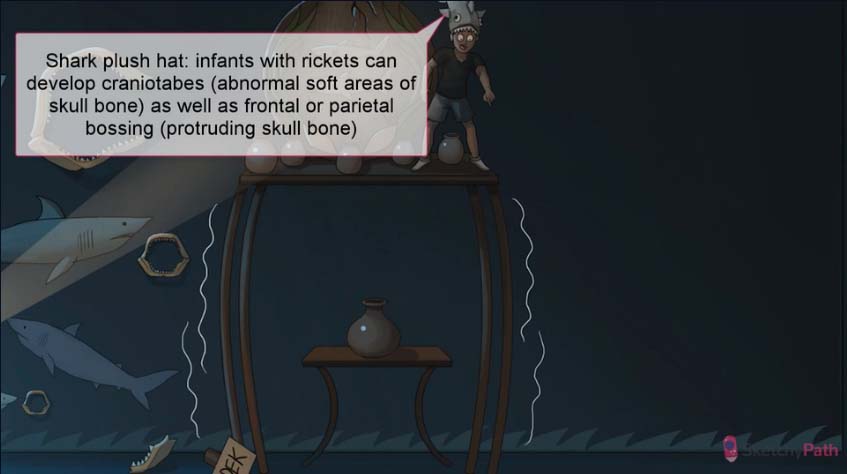 Shark plush hat: infants with rickets can
develop craniotabes (abnormal soft areas of
skull bone) as well as frontal or parietal
bossing (protruding skull bone)
SketchyPath